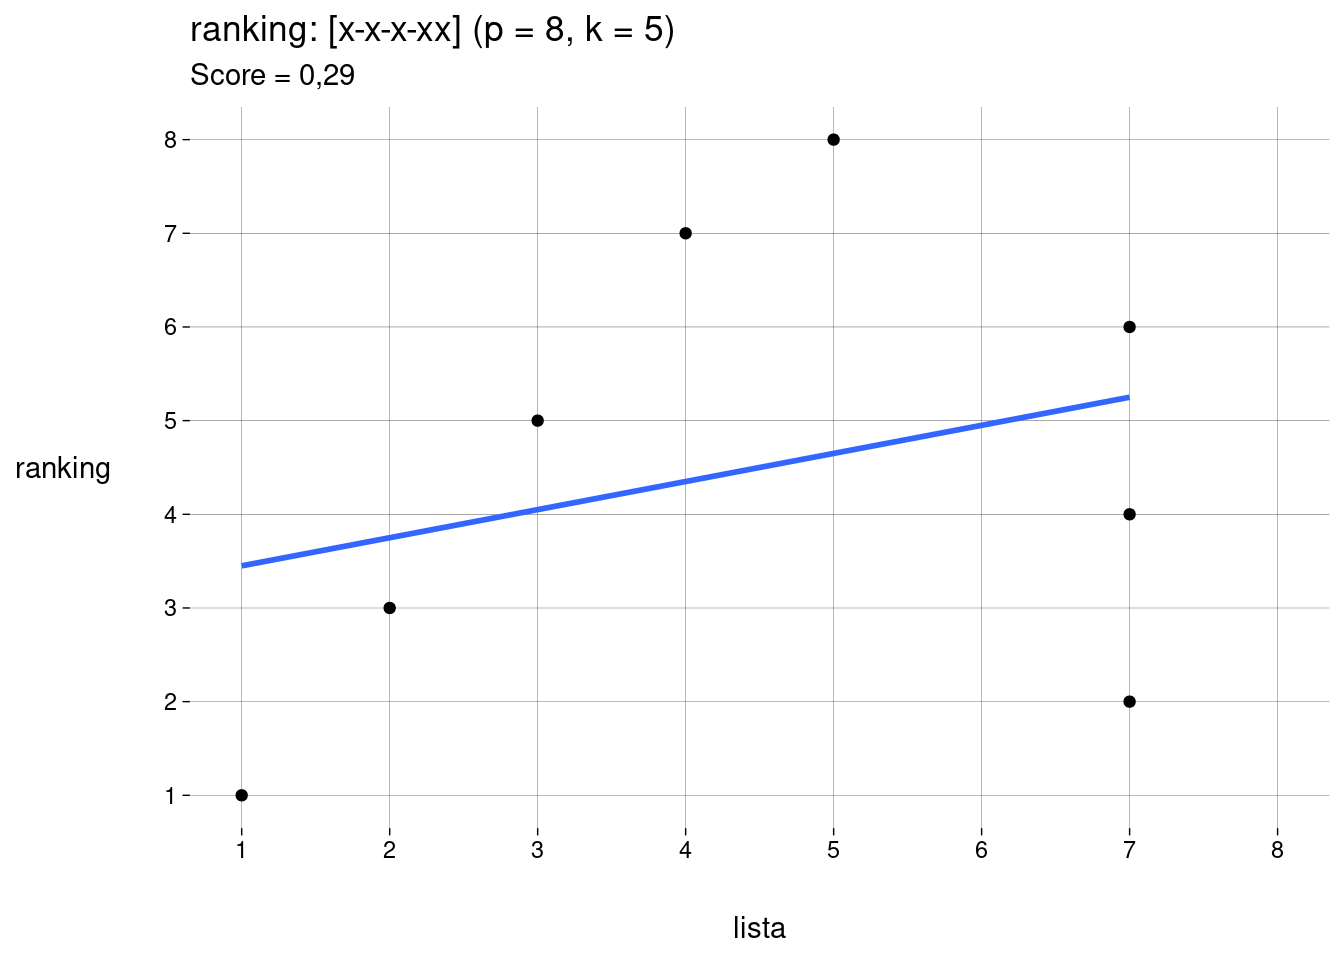 ranking: [x-x-x-xx] (p = 8, k = 5)
Score = 0,29
8
7
6
5
4
3
2
1
ranking
1 2 3 4 5 6 7 8
lista